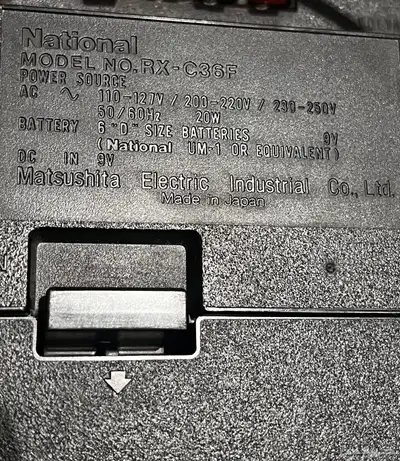 National
MODEL NO. RX-C36F
POWER SOURCE
AC ∿ 110-127V / 200-220V / 230-250V
50/60Hz 20W
BATTERY 6 "D" SIZE BATTERIES 9V
(National UM-1 OR EQUIVALENT)
DC IN 9V
Matsushita Electric Industrial Co., Ltd.
Made in Japan